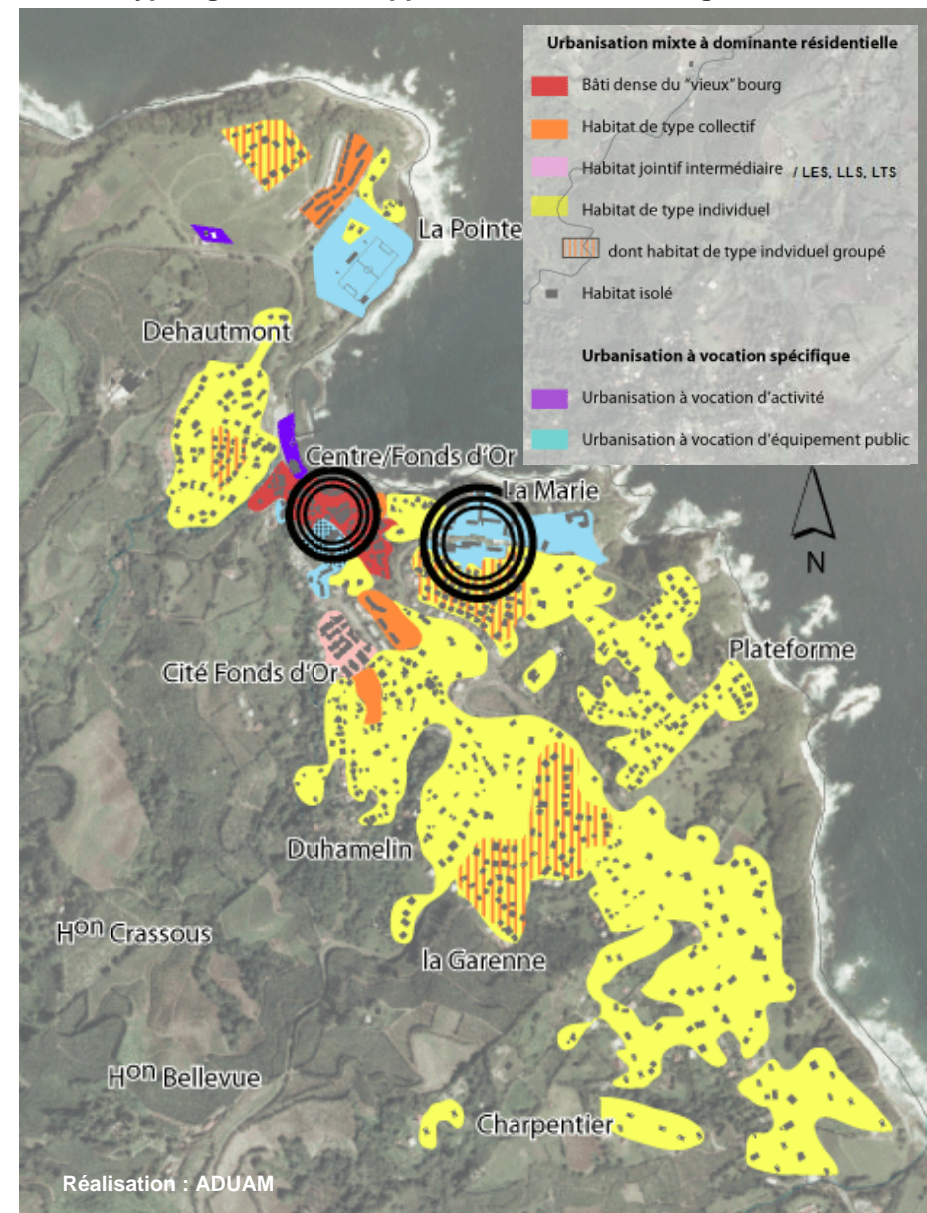 Urbanisation mixte à dominante résidentielle
Bâti dense du "vieux" bourg
Habitat de type collectif
Habitat jointif intermédiaire / LES, LLS, LTS
Habitat de type individuel
dont habitat de type indviduel groupé
Habitat isolé
Urbanisation à vocation spécifique
Urbanisation à vocation d'activité
Urbanisation à vocation d'équipement public
La Pointe
Dehautmont
Centre/Fonds d'Or
La Marie
N
Plateforme
Cité Fonds d'Or
Duhamelin
Hon Crassous
la Garenne
Hon Bellevue
Charpentier
Réalisation : ADUAM